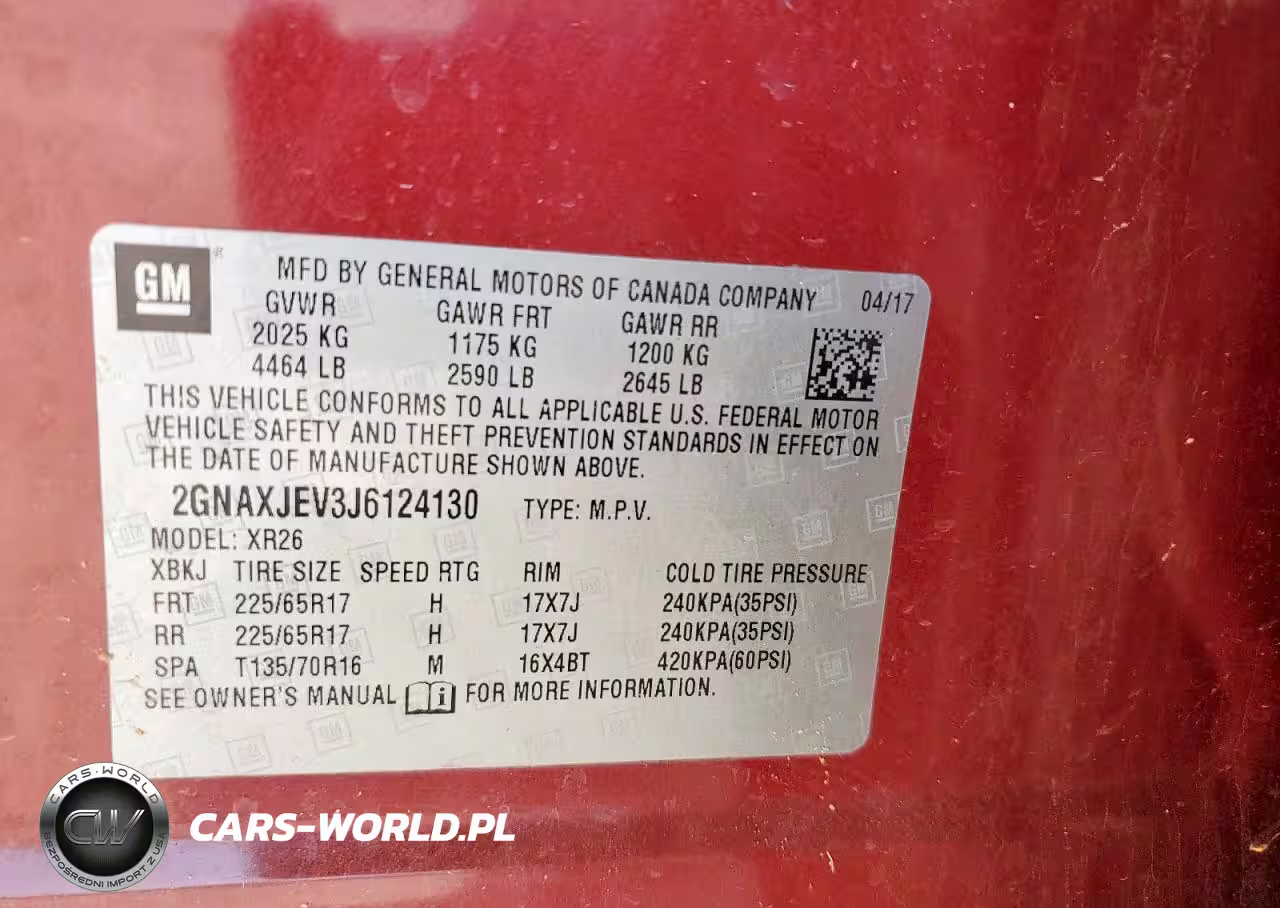 GM ®
MFD BY GENERAL MOTORS OF CANADA COMPANY 04/17
GVWR GAWR FRT GAWR RR
2025 KG 1175 KG 1200 KG
4464 LB 2590 LB 2645 LB
THIS VEHICLE CONFORMS TO ALL APPLICABLE U.S. FEDERAL MOTOR
VEHICLE SAFETY AND THEFT PREVENTION STANDARDS IN EFFECT ON
THE DATE OF MANUFACTURE SHOWN ABOVE.
2GNAXJEV3J6124130 TYPE: M.P.V.
MODEL: XR26
XBKJ TIRE SIZE SPEED RTG RIM COLD TIRE PRESSURE
FRT 225/65R17 H 17X7J 240KPA(35PSI)
RR 225/65R17 H 17X7J 240KPA(35PSI)
SPA T135/70R16 M 16X4BT 420KPA(60PSI)
SEE OWNER'S MANUAL i FOR MORE INFORMATION.
CARS-WORLD
CW
BEZPOŚREDNI IMPORT Z USA
CARS-WORLD.PL